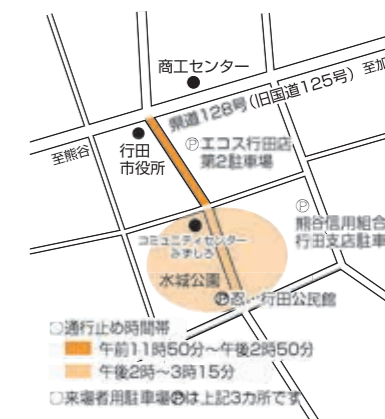 商工センター
県道128号(旧国道125号)
至加
至熊谷
行田
市役所
Ⓟエコス行田店
第2駐車場
Ⓟ
熊谷信用組合
行田支店駐車
コミュニティセンター
みずしろ
水城公園
忍・行田公民館
○通行止め時間帯
午前11時50分〜午後2時50分
午後2時〜3時15分
○来場者用駐車場Ⓟは上記3カ所です